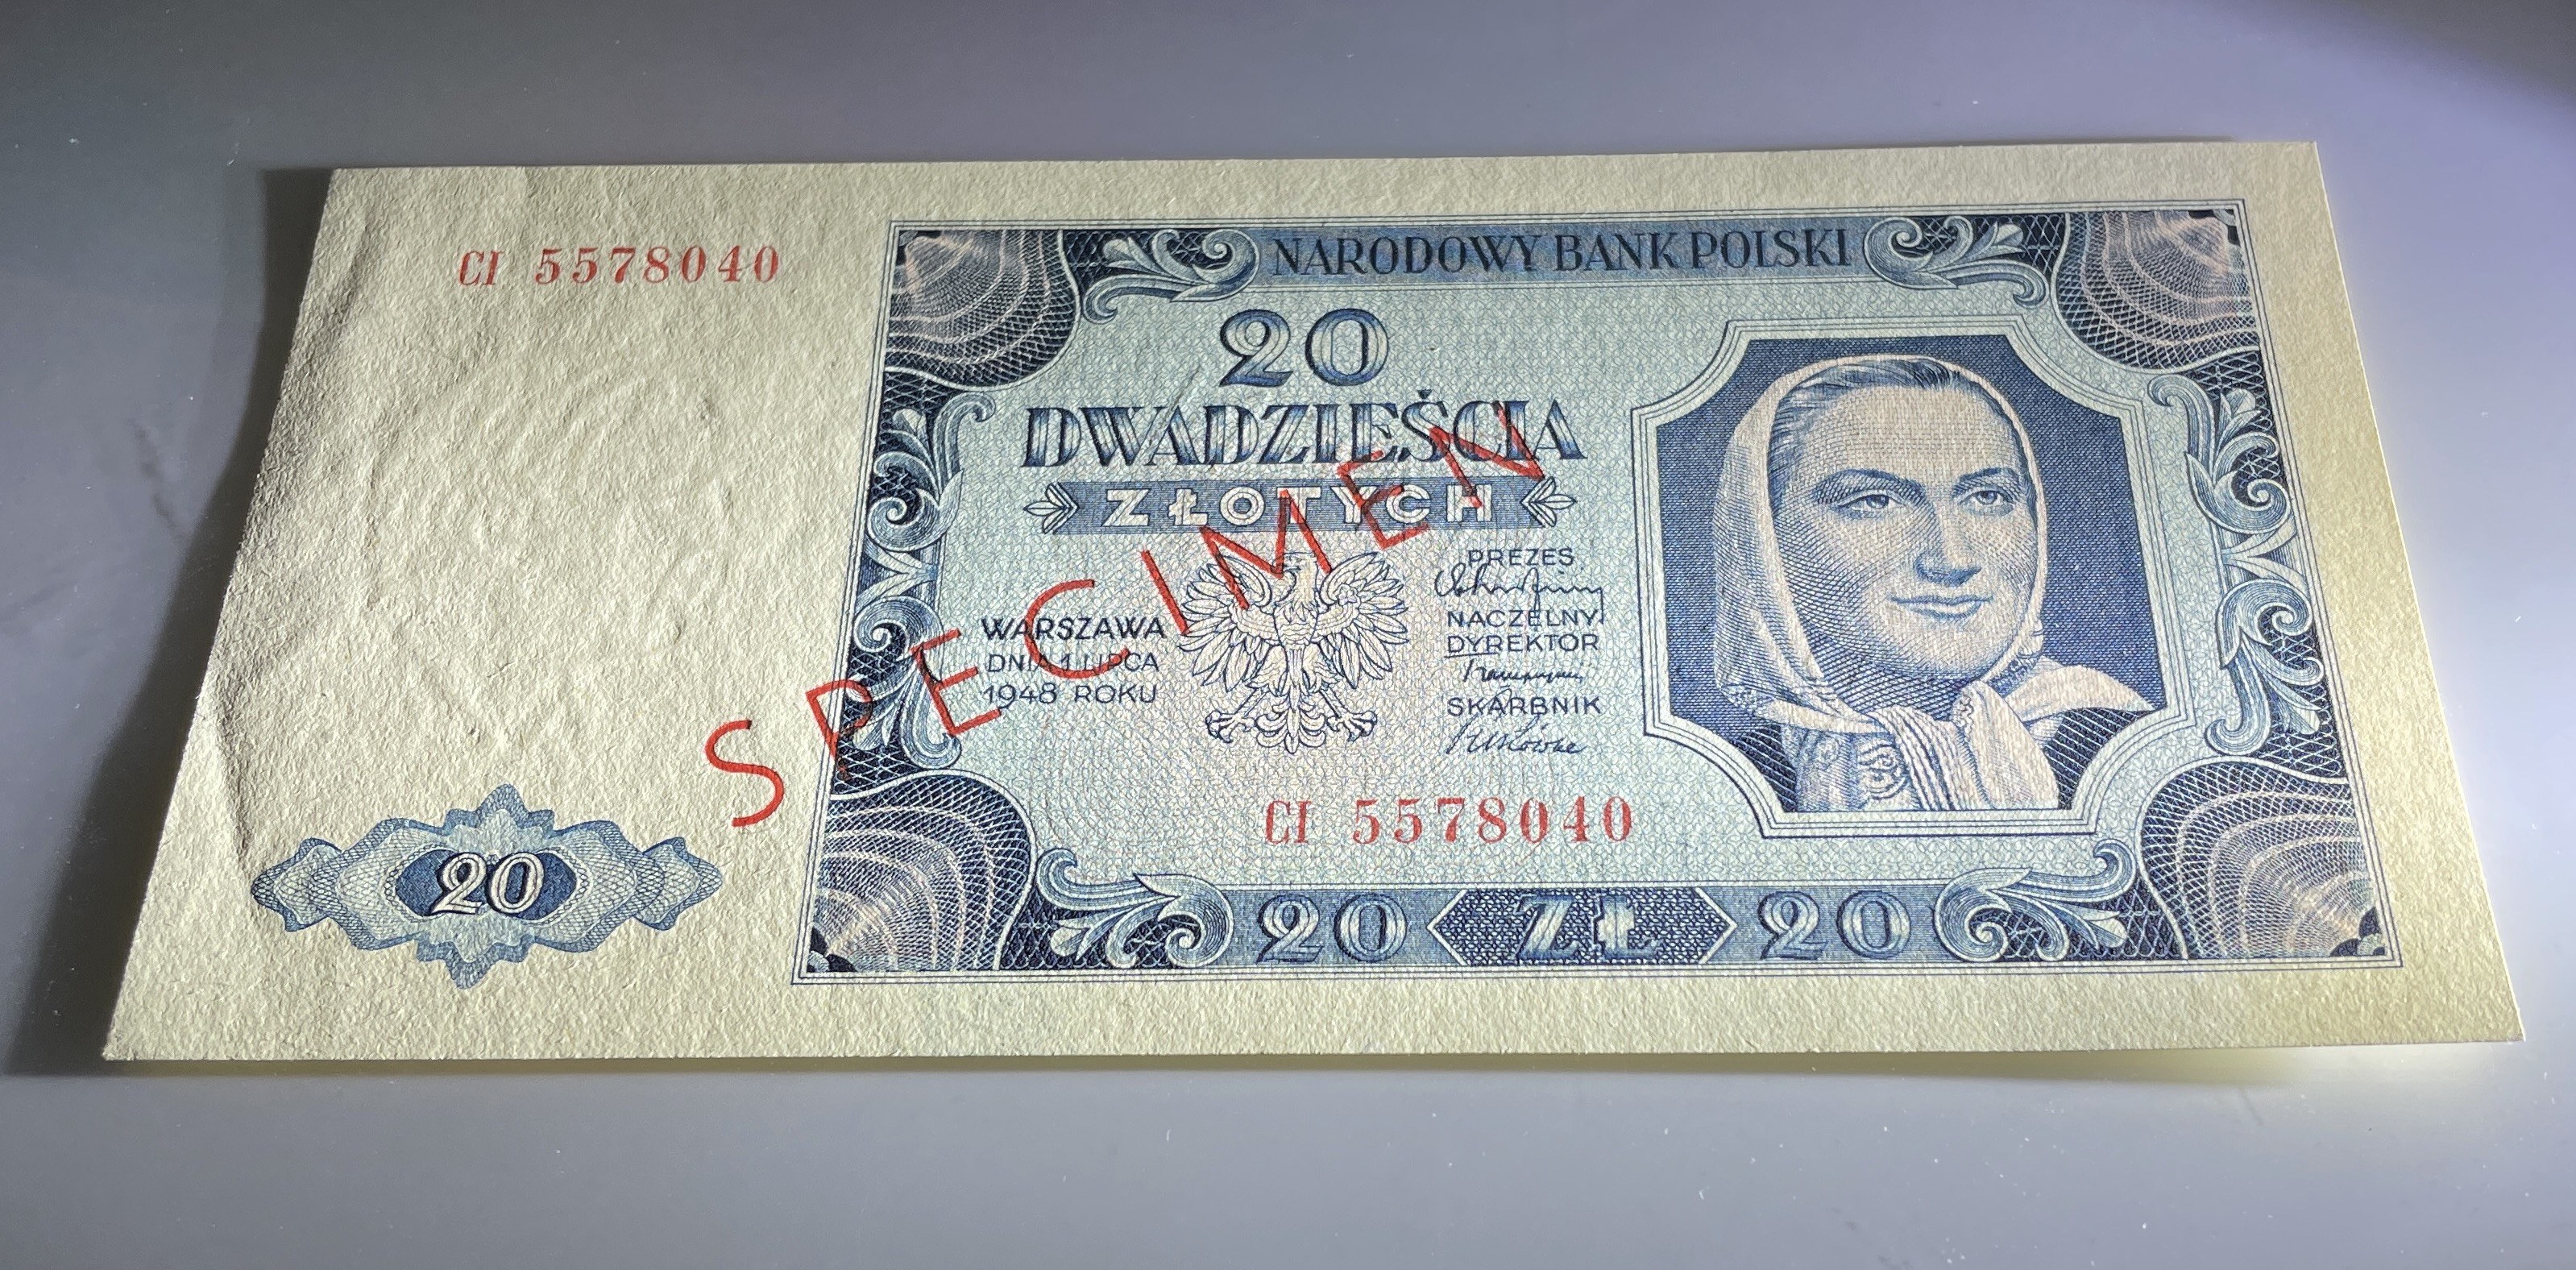 CI 5578040
NARODOWY BANK POLSKI
20
DWADZIEŚCIA
ZŁOTYCH
SPECIMEN
WARSZAWA
DNIA 1 LIPCA
1948 ROKU
PREZES
NACZELNY
DYREKTOR
SKARBNIK
CI 5578040
20
20 ZŁ 20